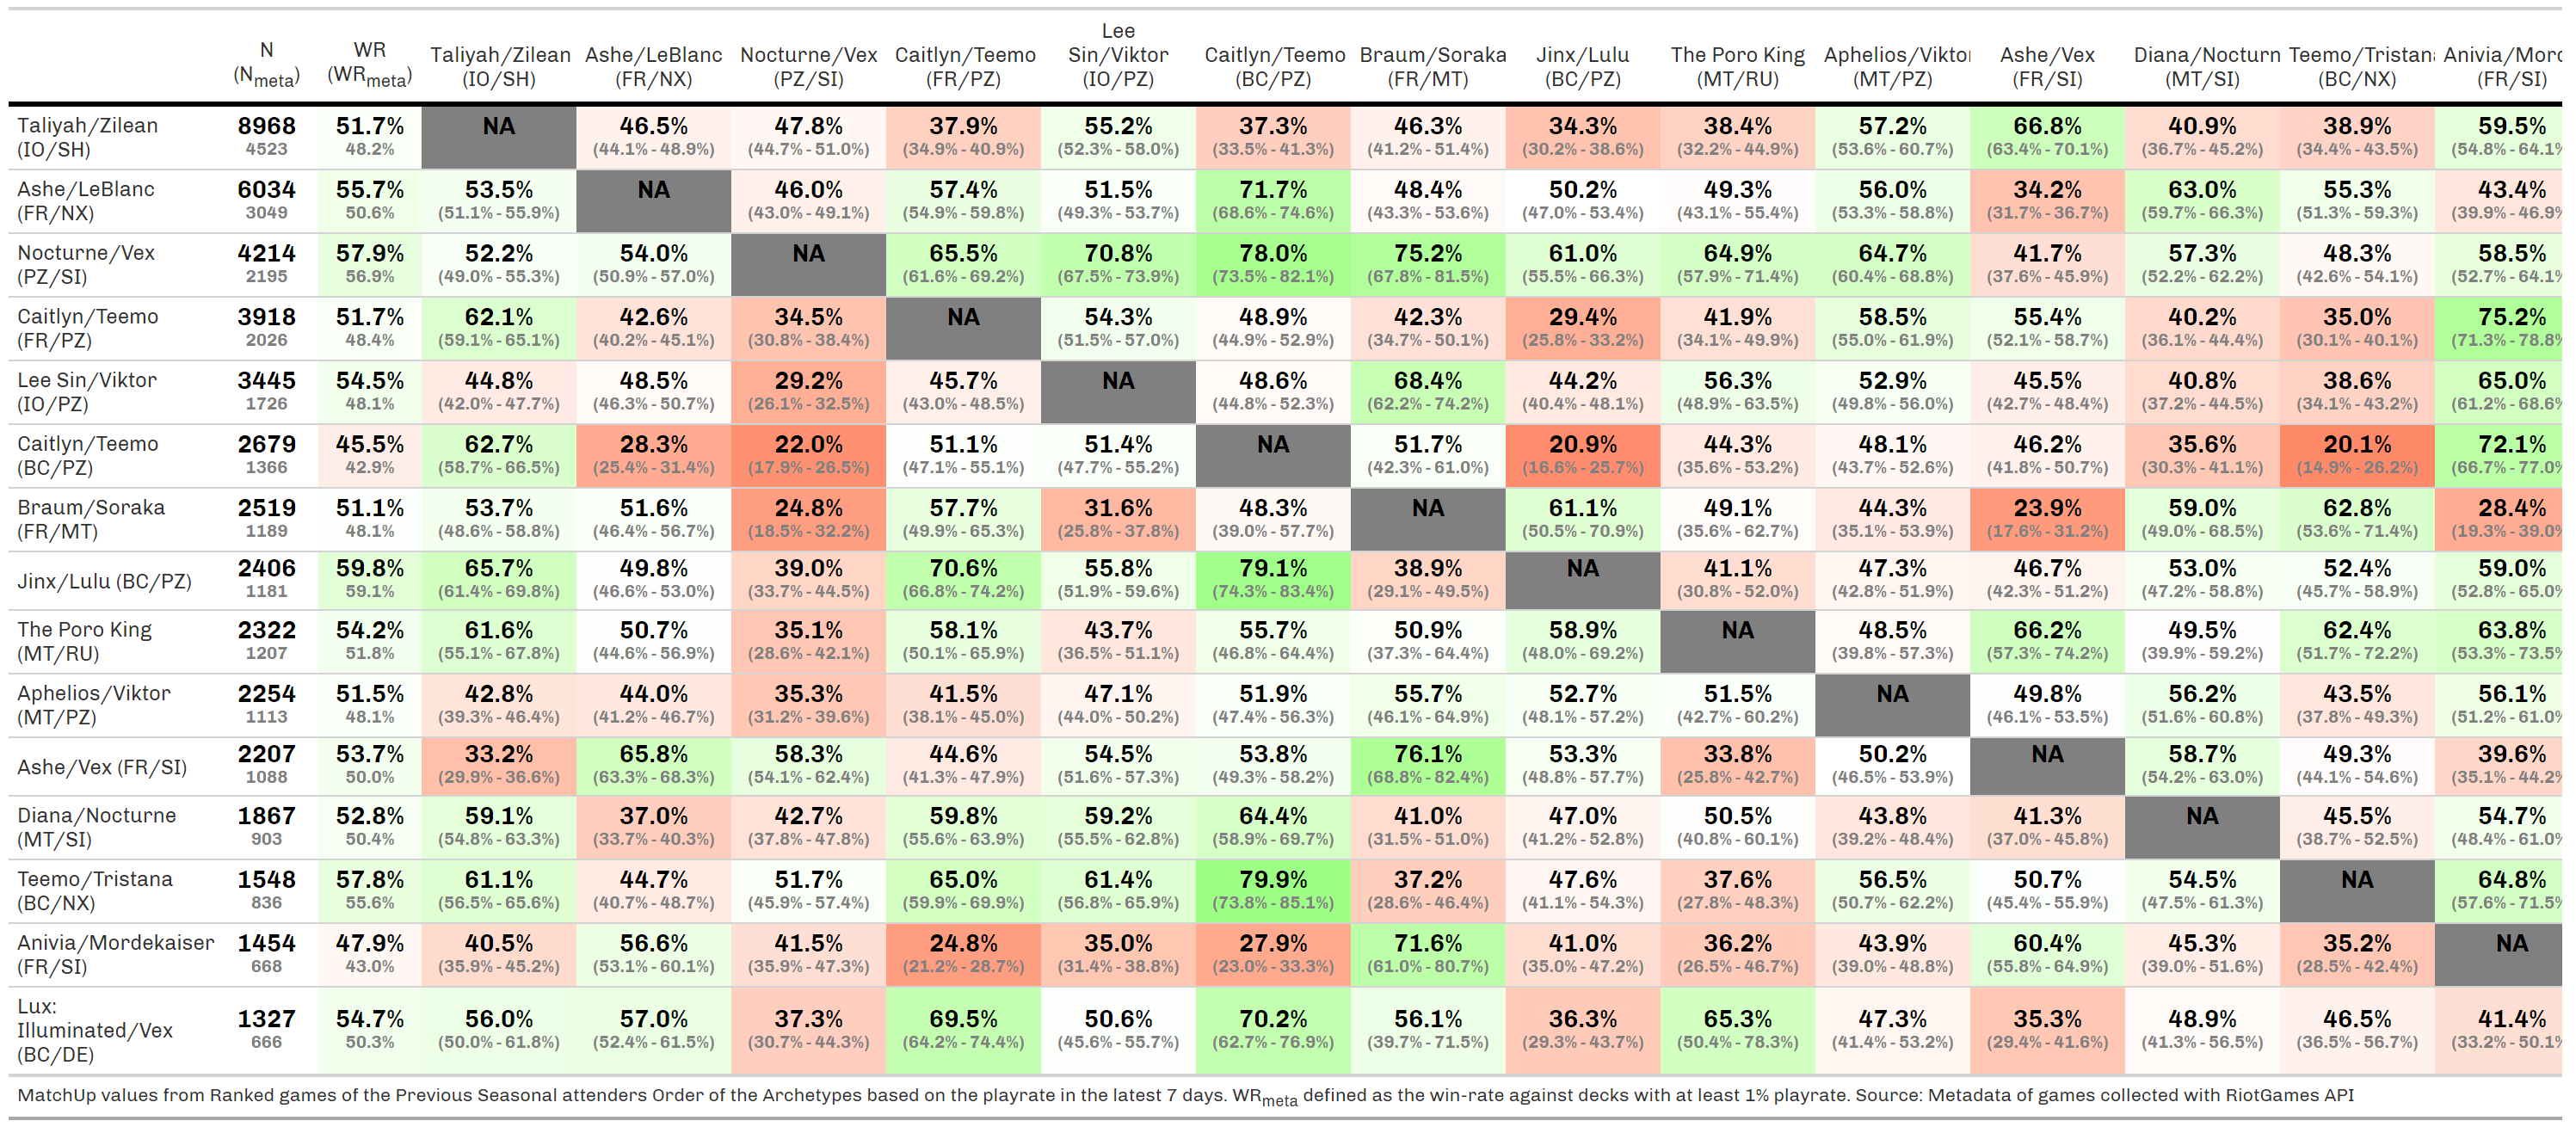 N (Nmeta) WR (WRmeta) Taliyah/Zilean (IO/SH) Ashe/LeBlanc (FR/NX) Nocturne/Vex (PZ/SI) Caitlyn/Teemo (FR/PZ) Lee Sin/Viktor (IO/PZ) Caitlyn/Teemo (BC/PZ) Braum/Soraka (FR/MT) Jinx/Lulu (BC/PZ) The Poro King (MT/RU) Aphelios/Viktor (MT/PZ) Ashe/Vex (FR/SI) Diana/Nocturn (MT/SI) Teemo/Tristana (BC/NX) Anivia/Mord (FR/SI)
Taliyah/Zilean 8968 51.7% NA 46.5% 47.8% 37.9% 55.2% 37.3% 46.3% 34.3% 38.4% 57.2% 66.8% 40.9% 38.9% 59.5%
(IO/SH) 4523 48.2% (44.1% - 48.9%) (44.7% - 51.0%) (34.9% - 40.9%) (52.3% - 58.0%) (33.5% - 41.3%) (41.2% - 51.4%) (30.2% - 38.6%) (32.2% - 44.9%) (53.6% - 60.7%) (63.4% - 70.1%) (36.7% - 45.2%) (34.4% - 43.5%) (54.8% - 64.1%
Ashe/LeBlanc 6034 55.7% 53.5% NA 46.0% 57.4% 51.5% 71.7% 48.4% 50.2% 49.3% 56.0% 34.2% 63.0% 55.3% 43.4%
(FR/NX) 3049 50.6% (51.1% - 55.9%) (43.0% - 49.1%) (54.9% - 59.8%) (49.3% - 53.7%) (68.6% - 74.6%) (43.3% - 53.6%) (47.0% - 53.4%) (43.1% - 55.4%) (53.3% - 58.8%) (31.7% - 36.7%) (59.7% - 66.3%) (51.3% - 59.3%) (39.9% - 46.9%
Nocturne/Vex 4214 57.9% 52.2% 54.0% NA 65.5% 70.8% 78.0% 75.2% 61.0% 64.9% 64.7% 41.7% 57.3% 48.3% 58.5%
(PZ/SI) 2195 56.9% (49.0% - 55.3%) (50.9% - 57.0%) (61.6% - 69.2%) (67.5% - 73.9%) (73.5% - 82.1%) (67.8% - 81.5%) (55.5% - 66.3%) (57.9% - 71.4%) (60.4% - 68.8%) (37.6% - 45.9%) (52.2% - 62.2%) (42.6% - 54.1%) (52.7% - 64.1%
Caitlyn/Teemo 3918 51.7% 62.1% 42.6% 34.5% NA 54.3% 48.9% 42.3% 29.4% 41.9% 58.5% 55.4% 40.2% 35.0% 75.2%
(FR/PZ) 2026 48.4% (59.1% - 65.1%) (40.2% - 45.1%) (30.8% - 38.4%) (51.5% - 57.0%) (44.9% - 52.9%) (34.7% - 50.1%) (25.8% - 33.2%) (34.1% - 49.9%) (55.0% - 61.9%) (52.1% - 58.7%) (36.1% - 44.4%) (30.1% - 40.1%) (71.3% - 78.8%
Lee Sin/Viktor 3445 54.5% 44.8% 48.5% 29.2% 45.7% NA 48.6% 68.4% 44.2% 56.3% 52.9% 45.5% 40.8% 38.6% 65.0%
(IO/PZ) 1726 48.1% (42.0% - 47.7%) (46.3% - 50.7%) (26.1% - 32.5%) (43.0% - 48.5%) (44.8% - 52.3%) (62.2% - 74.2%) (40.4% - 48.1%) (48.9% - 63.5%) (49.8% - 56.0%) (42.7% - 48.4%) (37.2% - 44.5%) (34.1% - 43.2%) (61.2% - 68.6%
Caitlyn/Teemo 2679 45.5% 62.7% 28.3% 22.0% 51.1% 51.4% NA 51.7% 20.9% 44.3% 48.1% 46.2% 35.6% 20.1% 72.1%
(BC/PZ) 1366 42.9% (58.7% - 66.5%) (25.4% - 31.4%) (17.9% - 26.5%) (47.1% - 55.1%) (47.7% - 55.2%) (42.3% - 61.0%) (16.6% - 25.7%) (35.6% - 53.2%) (43.7% - 52.6%) (41.8% - 50.7%) (30.3% - 41.1%) (14.9% - 26.2%) (66.7% - 77.0%
Braum/Soraka 2519 51.1% 53.7% 51.6% 24.8% 57.7% 31.6% 48.3% NA 61.1% 49.1% 44.3% 23.9% 59.0% 62.8% 28.4%
(FR/MT) 1189 48.1% (48.6% - 58.8%) (46.4% - 56.7%) (18.5% - 32.2%) (49.9% - 65.3%) (25.8% - 37.8%) (39.0% - 57.7%) (50.5% - 70.9%) (35.6% - 62.7%) (35.1% - 53.9%) (17.6% - 31.2%) (49.0% - 68.5%) (53.6% - 71.4%) (19.3% - 39.0%
Jinx/Lulu (BC/PZ) 2406 59.8% 65.7% 49.8% 39.0% 70.6% 55.8% 79.1% 38.9% NA 41.1% 47.3% 46.7% 53.0% 52.4% 59.0%
1181 59.1% (61.4% - 69.8%) (46.6% - 53.0%) (33.7% - 44.5%) (66.8% - 74.2%) (51.9% - 59.6%) (74.3% - 83.4%) (29.1% - 49.5%) (30.8% - 52.0%) (42.8% - 51.9%) (42.3% - 51.2%) (47.2% - 58.8%) (45.7% - 58.9%) (52.8% - 65.0%
The Poro King 2322 54.2% 61.6% 50.7% 35.1% 58.1% 43.7% 55.7% 50.9% 58.9% NA 48.5% 66.2% 49.5% 62.4% 63.8%
(MT/RU) 1207 51.8% (55.1% - 67.8%) (44.6% - 56.9%) (28.6% - 42.1%) (50.1% - 65.9%) (36.5% - 51.1%) (46.8% - 64.4%) (37.3% - 64.4%) (48.0% - 69.2%) (39.8% - 57.3%) (57.3% - 74.2%) (39.9% - 59.2%) (51.7% - 72.2%) (53.3% - 73.5%
Aphelios/Viktor 2254 51.5% 42.8% 44.0% 35.3% 41.5% 47.1% 51.9% 55.7% 52.7% 51.5% NA 49.8% 56.2% 43.5% 56.1%
(MT/PZ) 1113 48.1% (39.3% - 46.4%) (41.2% - 46.7%) (31.2% - 39.6%) (38.1% - 45.0%) (44.0% - 50.2%) (47.4% - 56.3%) (46.1% - 64.9%) (48.1% - 57.2%) (42.7% - 60.2%) (46.1% - 53.5%) (51.6% - 60.8%) (37.8% - 49.3%) (51.2% - 61.0%
Ashe/Vex (FR/SI) 2207 53.7% 33.2% 65.8% 58.3% 44.6% 54.5% 53.8% 76.1% 53.3% 33.8% 50.2% NA 58.7% 49.3% 39.6%
1088 50.0% (29.9% - 36.6%) (63.3% - 68.3%) (54.1% - 62.4%) (41.3% - 47.9%) (51.6% - 57.3%) (49.3% - 58.2%) (68.8% - 82.4%) (48.8% - 57.7%) (25.8% - 42.7%) (46.5% - 53.9%) (54.2% - 63.0%) (44.1% - 54.6%) (35.1% - 44.2%
Diana/Nocturne 1867 52.8% 59.1% 37.0% 42.7% 59.8% 59.2% 64.4% 41.0% 47.0% 50.5% 43.8% 41.3% NA 45.5% 54.7%
(MT/SI) 903 50.4% (54.8% - 63.3%) (33.7% - 40.3%) (37.8% - 47.8%) (55.6% - 63.9%) (55.5% - 62.8%) (58.9% - 69.7%) (31.5% - 51.0%) (41.2% - 52.8%) (40.8% - 60.1%) (39.2% - 48.4%) (37.0% - 45.8%) (38.7% - 52.5%) (48.4% - 61.0%
Teemo/Tristana 1548 57.8% 61.1% 44.7% 51.7% 65.0% 61.4% 79.9% 37.2% 47.6% 37.6% 56.5% 50.7% 54.5% NA 64.8%
(BC/NX) 836 55.6% (56.5% - 65.6%) (40.7% - 48.7%) (45.9% - 57.4%) (59.9% - 69.9%) (56.8% - 65.9%) (73.8% - 85.1%) (28.6% - 46.4%) (41.1% - 54.3%) (27.8% - 48.3%) (50.7% - 62.2%) (45.4% - 55.9%) (47.5% - 61.3%) (57.6% - 71.5%
Anivia/Mordekaiser 1454 47.9% 40.5% 56.6% 41.5% 24.8% 35.0% 27.9% 71.6% 41.0% 36.2% 43.9% 60.4% 45.3% 35.2% NA
(FR/SI) 668 43.0% (35.9% - 45.2%) (53.1% - 60.1%) (35.9% - 47.3%) (21.2% - 28.7%) (31.4% - 38.8%) (23.0% - 33.3%) (61.0% - 80.7%) (35.0% - 47.2%) (26.5% - 46.7%) (39.0% - 48.8%) (55.8% - 64.9%) (39.0% - 51.6%) (28.5% - 42.4%)
Lux:
Illuminated/Vex 1327 54.7% 56.0% 57.0% 37.3% 69.5% 50.6% 70.2% 56.1% 36.3% 65.3% 47.3% 35.3% 48.9% 46.5% 41.4%
(BC/DE) 666 50.3% (50.0% - 61.8%) (52.4% - 61.5%) (30.7% - 44.3%) (64.2% - 74.4%) (45.6% - 55.7%) (62.7% - 76.9%) (39.7% - 71.5%) (29.3% - 43.7%) (50.4% - 78.3%) (41.4% - 53.2%) (29.4% - 41.6%) (41.3% - 56.5%) (36.5% - 56.7%) (33.2% - 50.1%
MatchUp values from Ranked games of the Previous Seasonal attenders Order of the Archetypes based on the playrate in the latest 7 days. WRmeta defined as the win-rate against decks with at least 1% playrate. Source: Metadata of games collected with RiotGames API